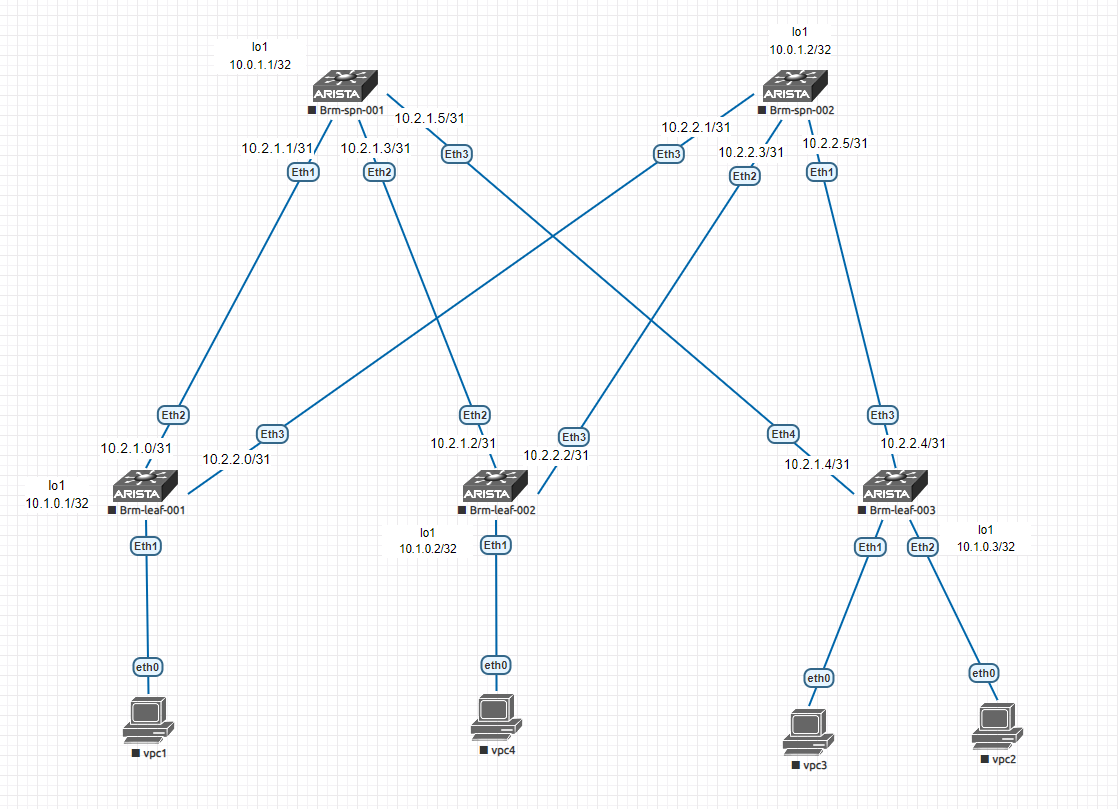 lo1
10.0.1.1/32
lo1
10.0.1.2/32
ARISTA
Brm-spn-001
ARISTA
Brm-spn-002
10.2.1.1/31
10.2.1.3/31
10.2.1.5/31
10.2.2.1/31
10.2.2.3/31
10.2.2.5/31
Eth1
Eth2
Eth3
Eth3
Eth2
Eth1
Eth2
Eth3
Eth2
Eth3
Eth4
Eth3
10.2.1.0/31
10.2.2.0/31
10.2.1.2/31
10.2.2.2/31
10.2.1.4/31
10.2.2.4/31
lo1
10.1.0.1/32
ARISTA
Brm-leaf-001
ARISTA
Brm-leaf-002
ARISTA
Brm-leaf-003
lo1
10.1.0.2/32
lo1
10.1.0.3/32
Eth1
Eth1
Eth1
Eth2
eth0
eth0
eth0
eth0
vpc1
vpc4
vpc3
vpc2